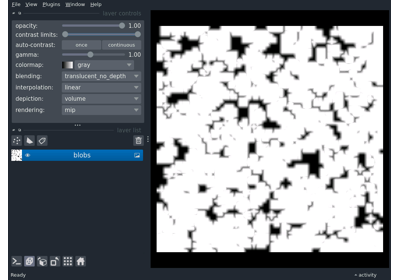 File View Plugins Window Help
layer controls
opacity: 1.00
contrast limits:
auto-contrast: once continuous
gamma: 1.00
colormap: gray
blending: translucent_no_depth
interpolation: linear
depiction: volume
rendering: mip
layer list
blobs
Ready activity